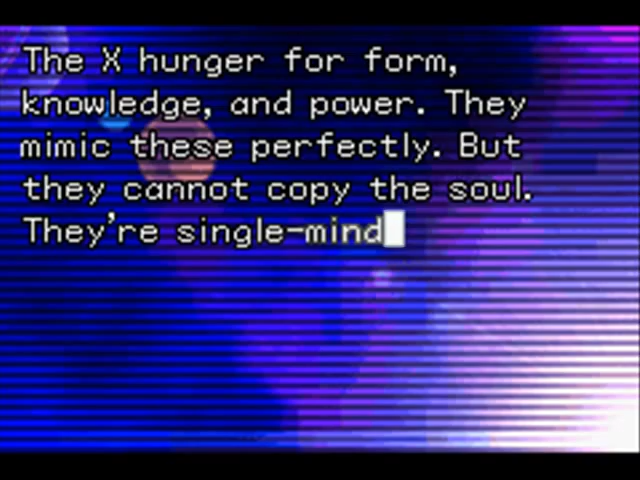 The X hunger for form,
knowledge, and power. They
mimic these perfectly. But
they cannot copy the soul.
They're single-mind